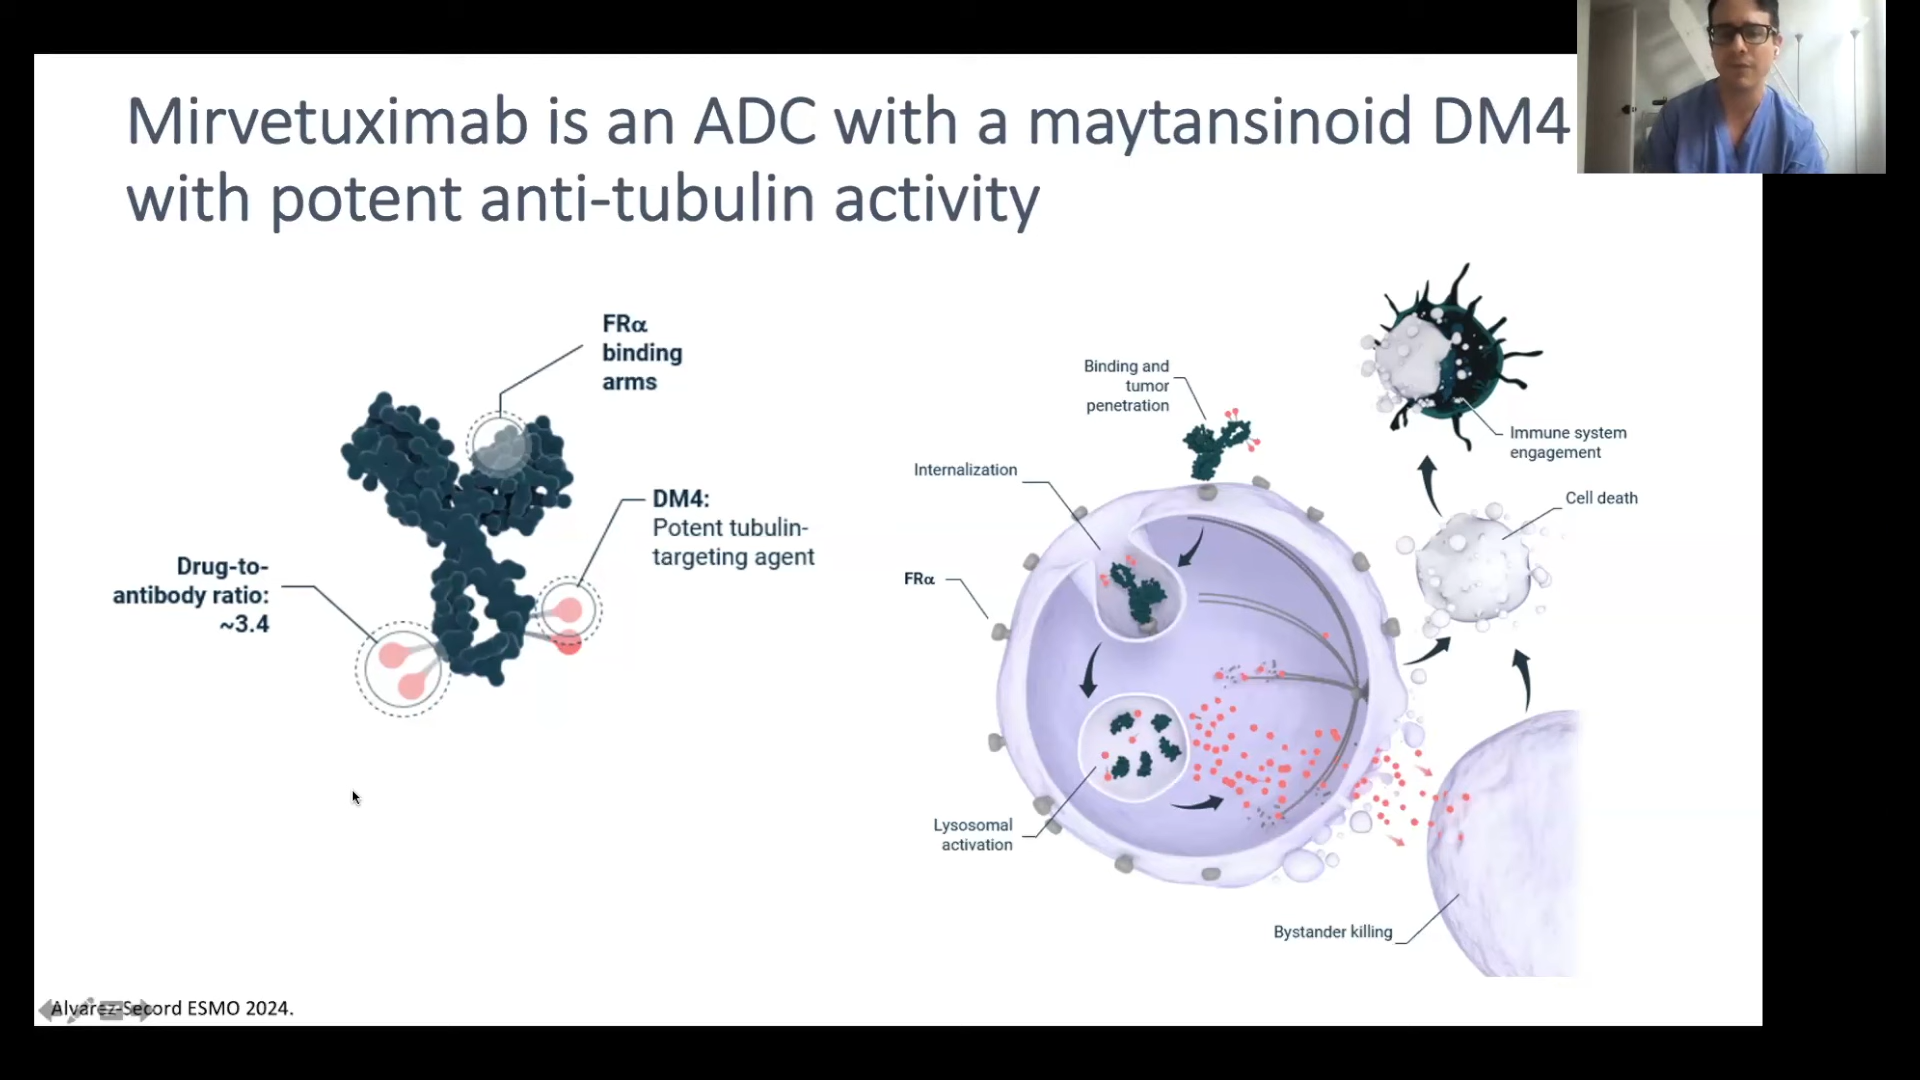 Mirvetuximab is an ADC with a maytansinoid DM4
with potent anti-tubulin activity
FRα
binding
arms
DM4:
Potent tubulin-
targeting agent
Drug-to-
antibody ratio:
~3.4
Binding and
tumor
penetration
Internalization
FRα
Lysosomal
activation
Immune system
engagement
Cell death
Bystander killing
Alvarez-Secord ESMO 2024.